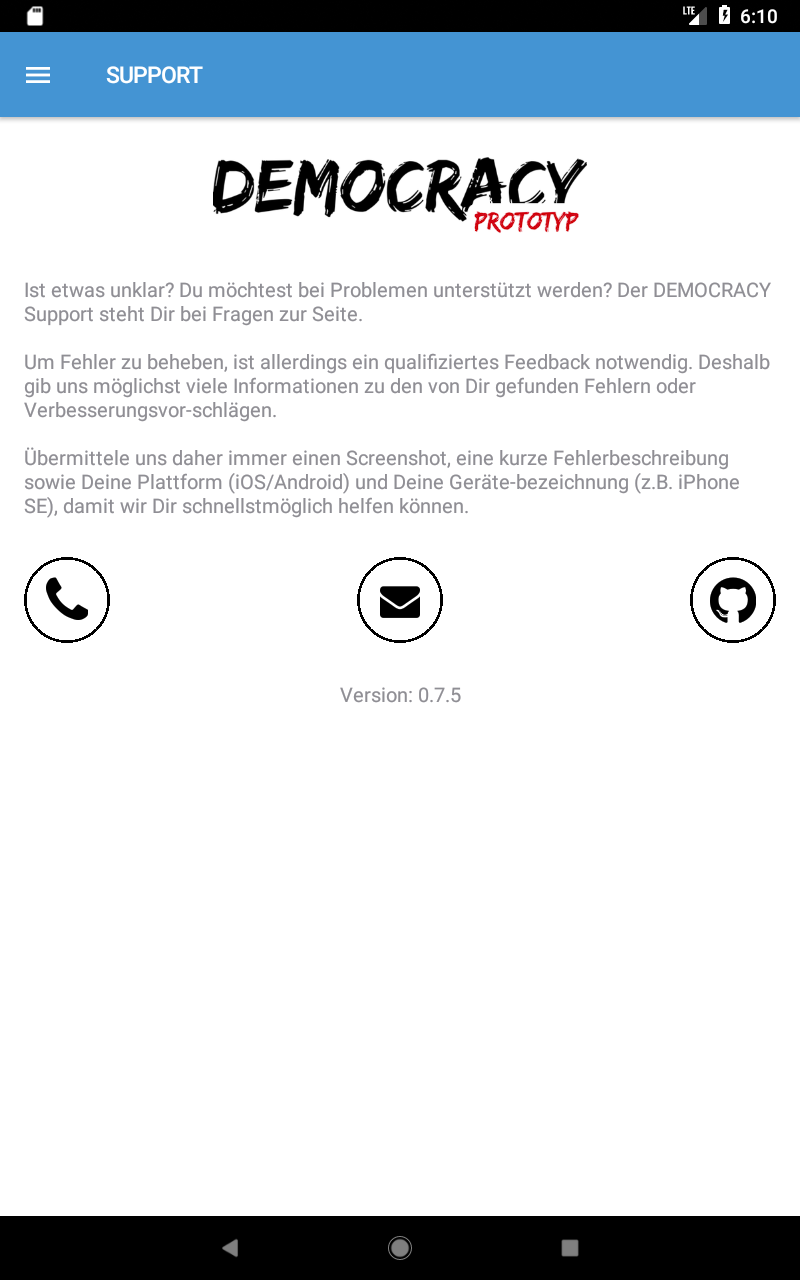 LTE 6:10
SUPPORT
DEMOCRACY
PROTOTYP
Ist etwas unklar? Du möchtest bei Problemen unterstützt werden? Der DEMOCRACY
Support steht Dir bei Fragen zur Seite.
Um Fehler zu beheben, ist allerdings ein qualifiziertes Feedback notwendig. Deshalb
gib uns möglichst viele Informationen zu den von Dir gefunden Fehlern oder
Verbesserungsvor-schlägen.
Übermittele uns daher immer einen Screenshot, eine kurze Fehlerbeschreibung
sowie Deine Plattform (iOS/Android) und Deine Geräte-bezeichnung (z.B. iPhone
SE), damit wir Dir schnellstmöglich helfen können.
Version: 0.7.5